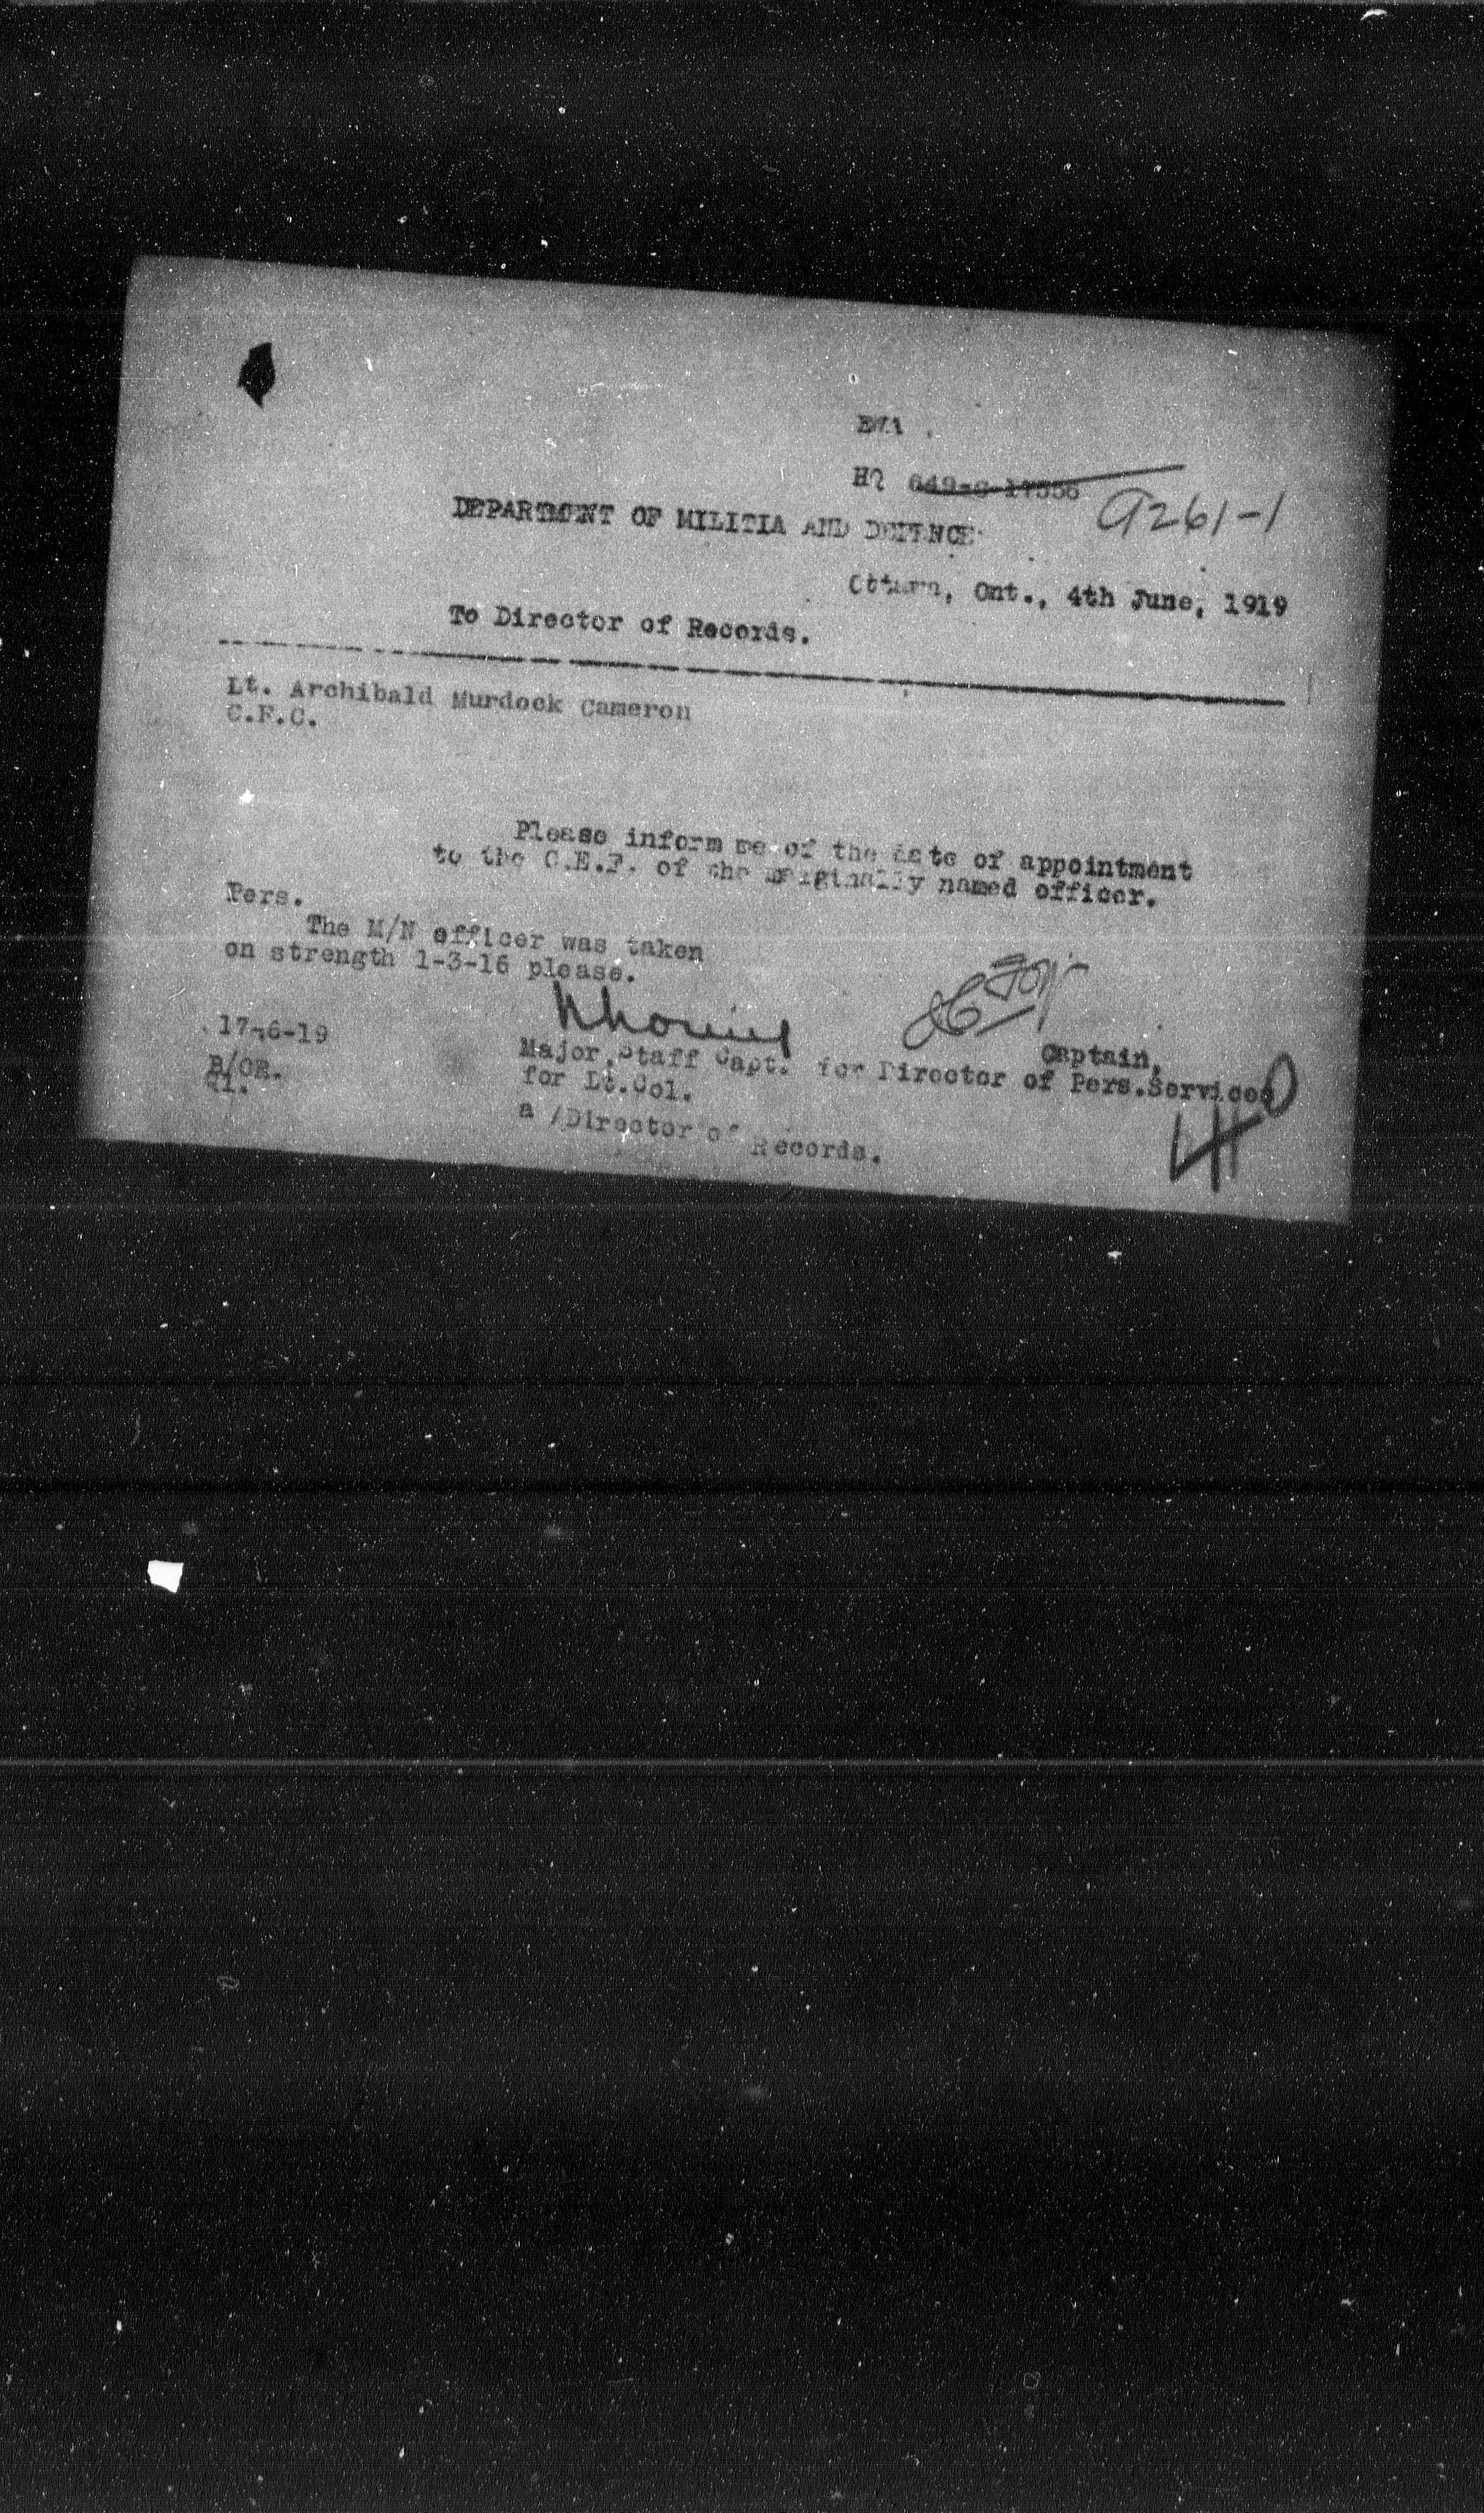 HQ 649-C-17556 9261-1
DEPARTMENT OF MILITIA AND DEFENCE
Ottawa, Ont., 4th June, 1919
To Director of Records.
Lt. Archibald Murdock Cameron
C.F.C.
Please inform me of the date of appointment
to the C.E.F. of the marginally named officer.
Pers.
The M/N officer was taken
on strength 1-3-16 please.
17-6-19
B/OR.
Captain,
Major, Staff Capt. for Director of Pers.Services
for Lt.Col.
a /Director of Records.